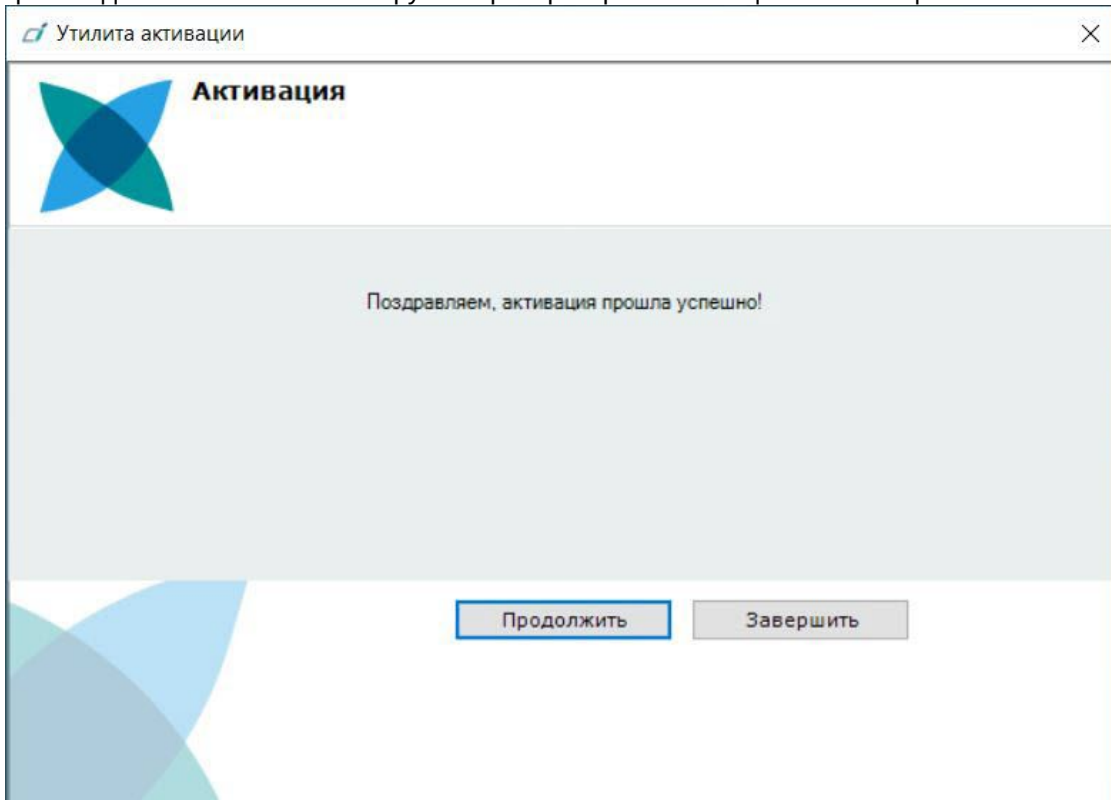 Утилита активации
Активация
Поздравляем, активация прошла успешно!
Продолжить
Завершить